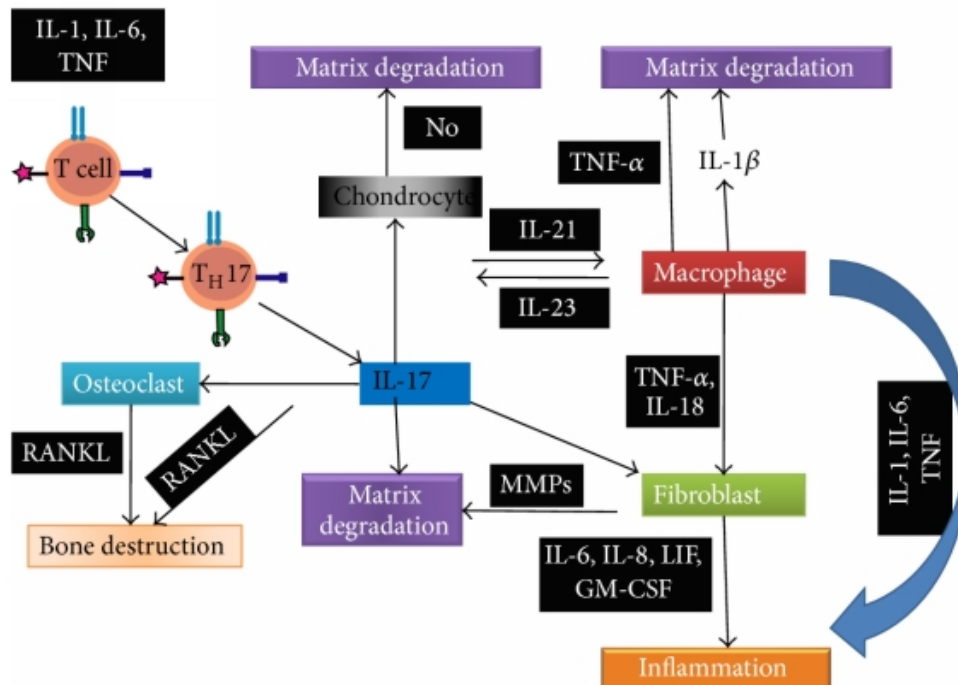 IL-1, IL-6,
TNF
Matrix degradation
Matrix degradation
No
TNF-α
IL-1β
T cell
Chondrocyte
IL-21
Macrophage
IL-23
T_H 17
Osteoclast
IL-17
TNF-α,
IL-18
IL-1, IL-6,
TNF
RANKL
RANKL
Matrix
degradation
MMPs
Fibroblast
Bone destruction
IL-6, IL-8, LIF,
GM-CSF
Inflammation